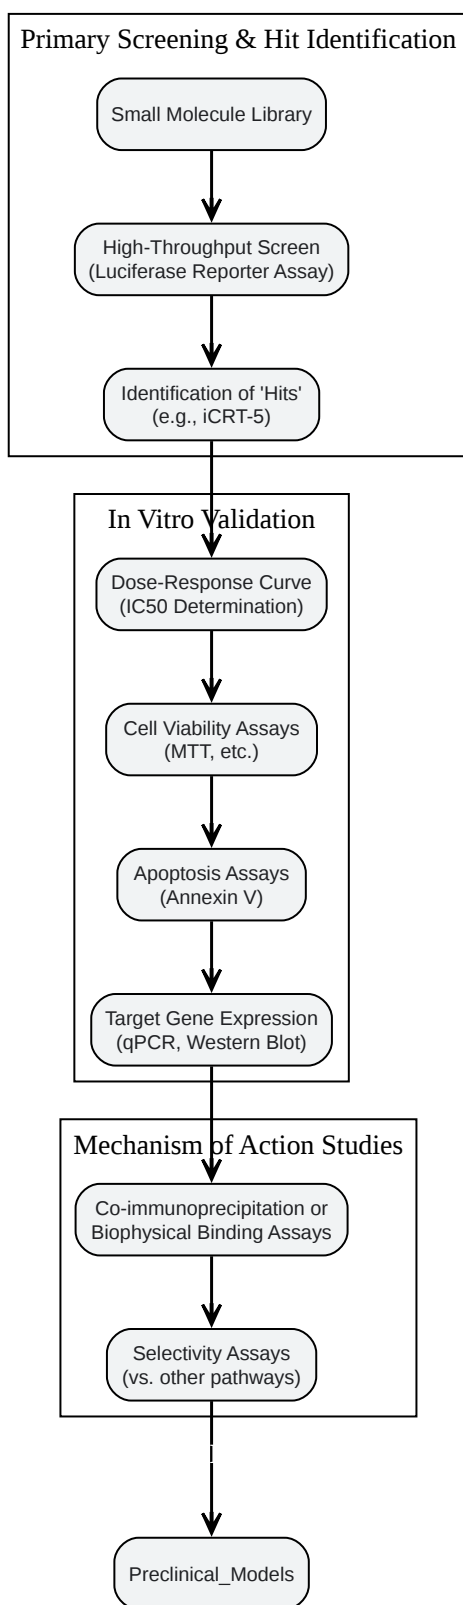 Primary Screening & Hit Identification
Small Molecule Library
High-Throughput Screen
(Luciferase Reporter Assay)
Identification of 'Hits'
(e.g., iCRT-5)
In Vitro Validation
Dose-Response Curve
(IC50 Determination)
Cell Viability Assays
(MTT, etc.)
Apoptosis Assays
(Annexin V)
Target Gene Expression
(qPCR, Western Blot)
Mechanism of Action Studies
Co-immunoprecipitation or
Biophysical Binding Assays
Selectivity Assays
(vs. other pathways)
Preclinical_Models